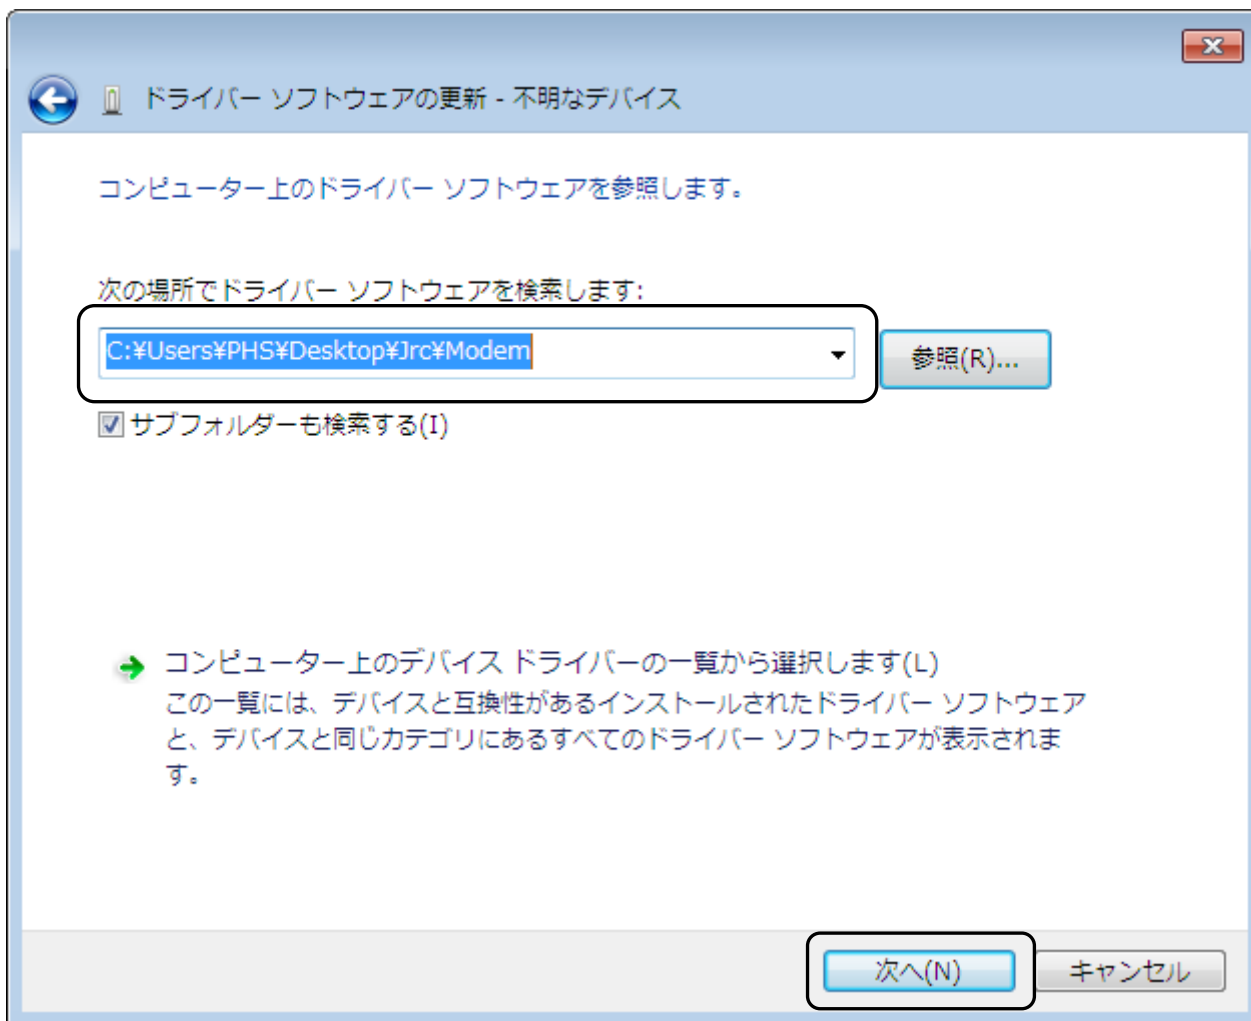 ドライバー ソフトウェアの更新 - 不明なデバイス
コンピューター上のドライバー ソフトウェアを参照します。
次の場所でドライバー ソフトウェアを検索します:
C:¥Users¥PHS¥Desktop¥Jrc¥Modem
参照(R)...
サブフォルダーも検索する(I)
コンピューター上のデバイス ドライバーの一覧から選択します(L)
この一覧には、デバイスと互換性があるインストールされたドライバー ソフトウェア
と、デバイスと同じカテゴリにあるすべてのドライバー ソフトウェアが表示されま
す。
次へ(N)
キャンセル